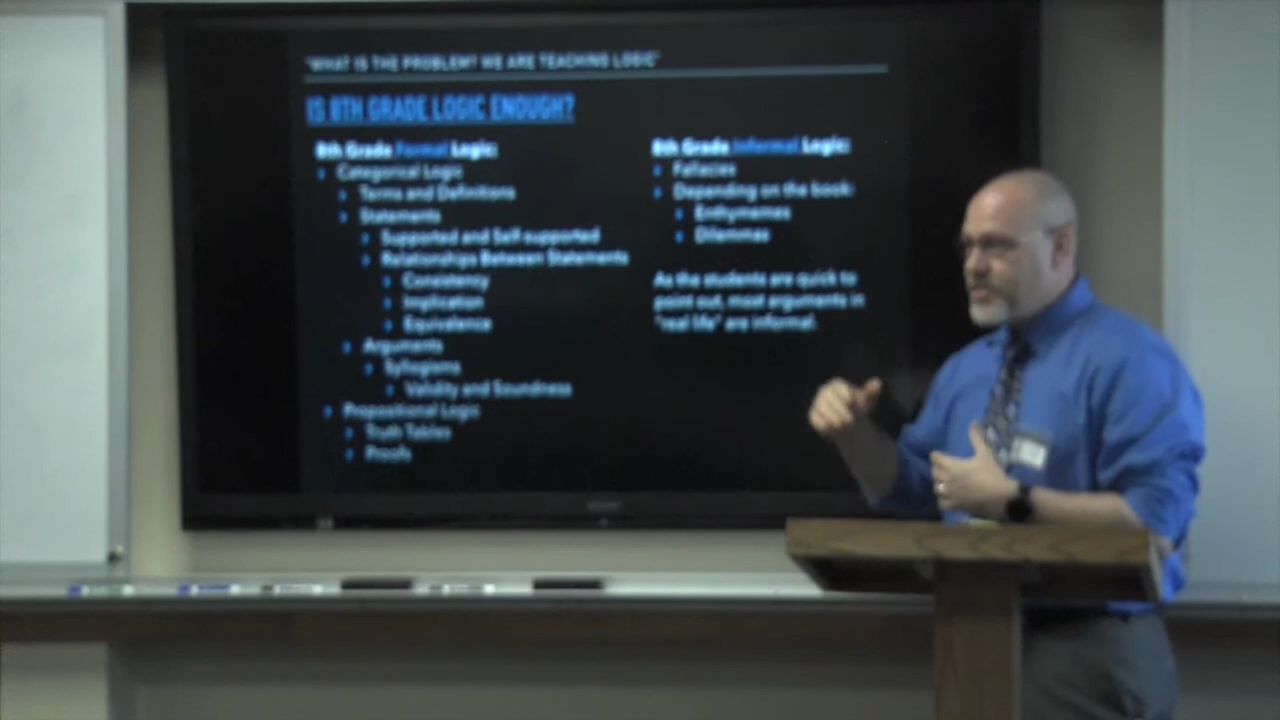 "WHAT IS THE PROBLEM? WE ARE TEACHING LOGIC"
IS 8TH GRADE LOGIC ENOUGH?
8th Grade Formal Logic:
Categorical Logic
Terms and Definitions
Statements
Supported and Self-supported
Relationships Between Statements
Consistency
Implication
Equivalence
Arguments
Syllogisms
Validity and Soundness
Propositional Logic
Truth Tables
Proofs
8th Grade Informal Logic:
Fallacies
Depending on the book:
Enthymemes
Dilemmas
As the students are quick to
point out, most arguments in
"real life" are informal.